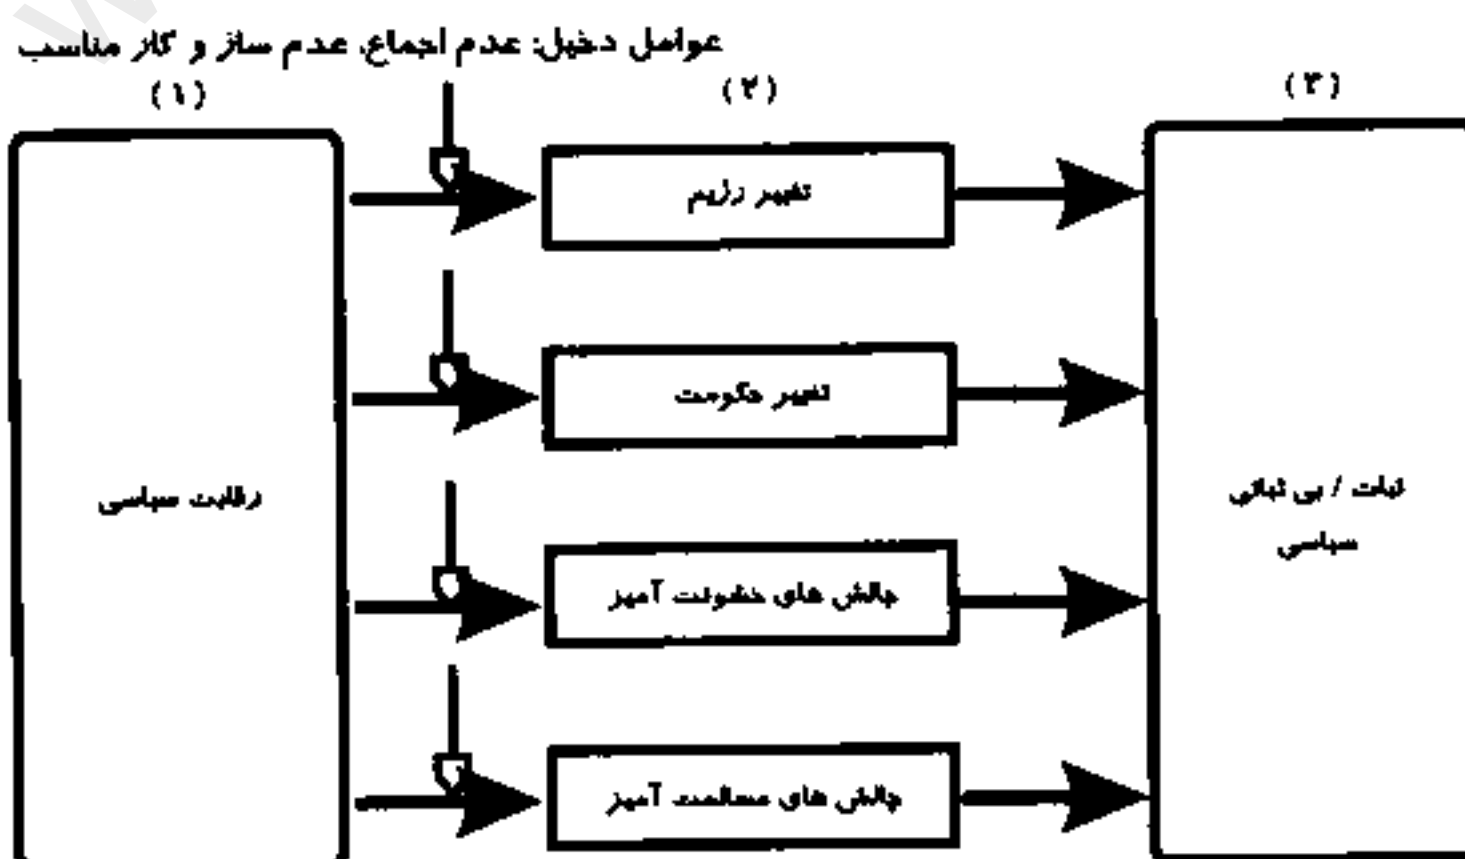 عوامل دخیل: عدم اجماع، عدم ساز و کار مناسب
(۱)
(۲)
(۳)
رقابت سیاسی
تغییر رژیم
تغییر حکومت
چالش های خشونت آمیز
چالش های مسالمت آمیز
ثبات / بی ثباتی
سیاسی